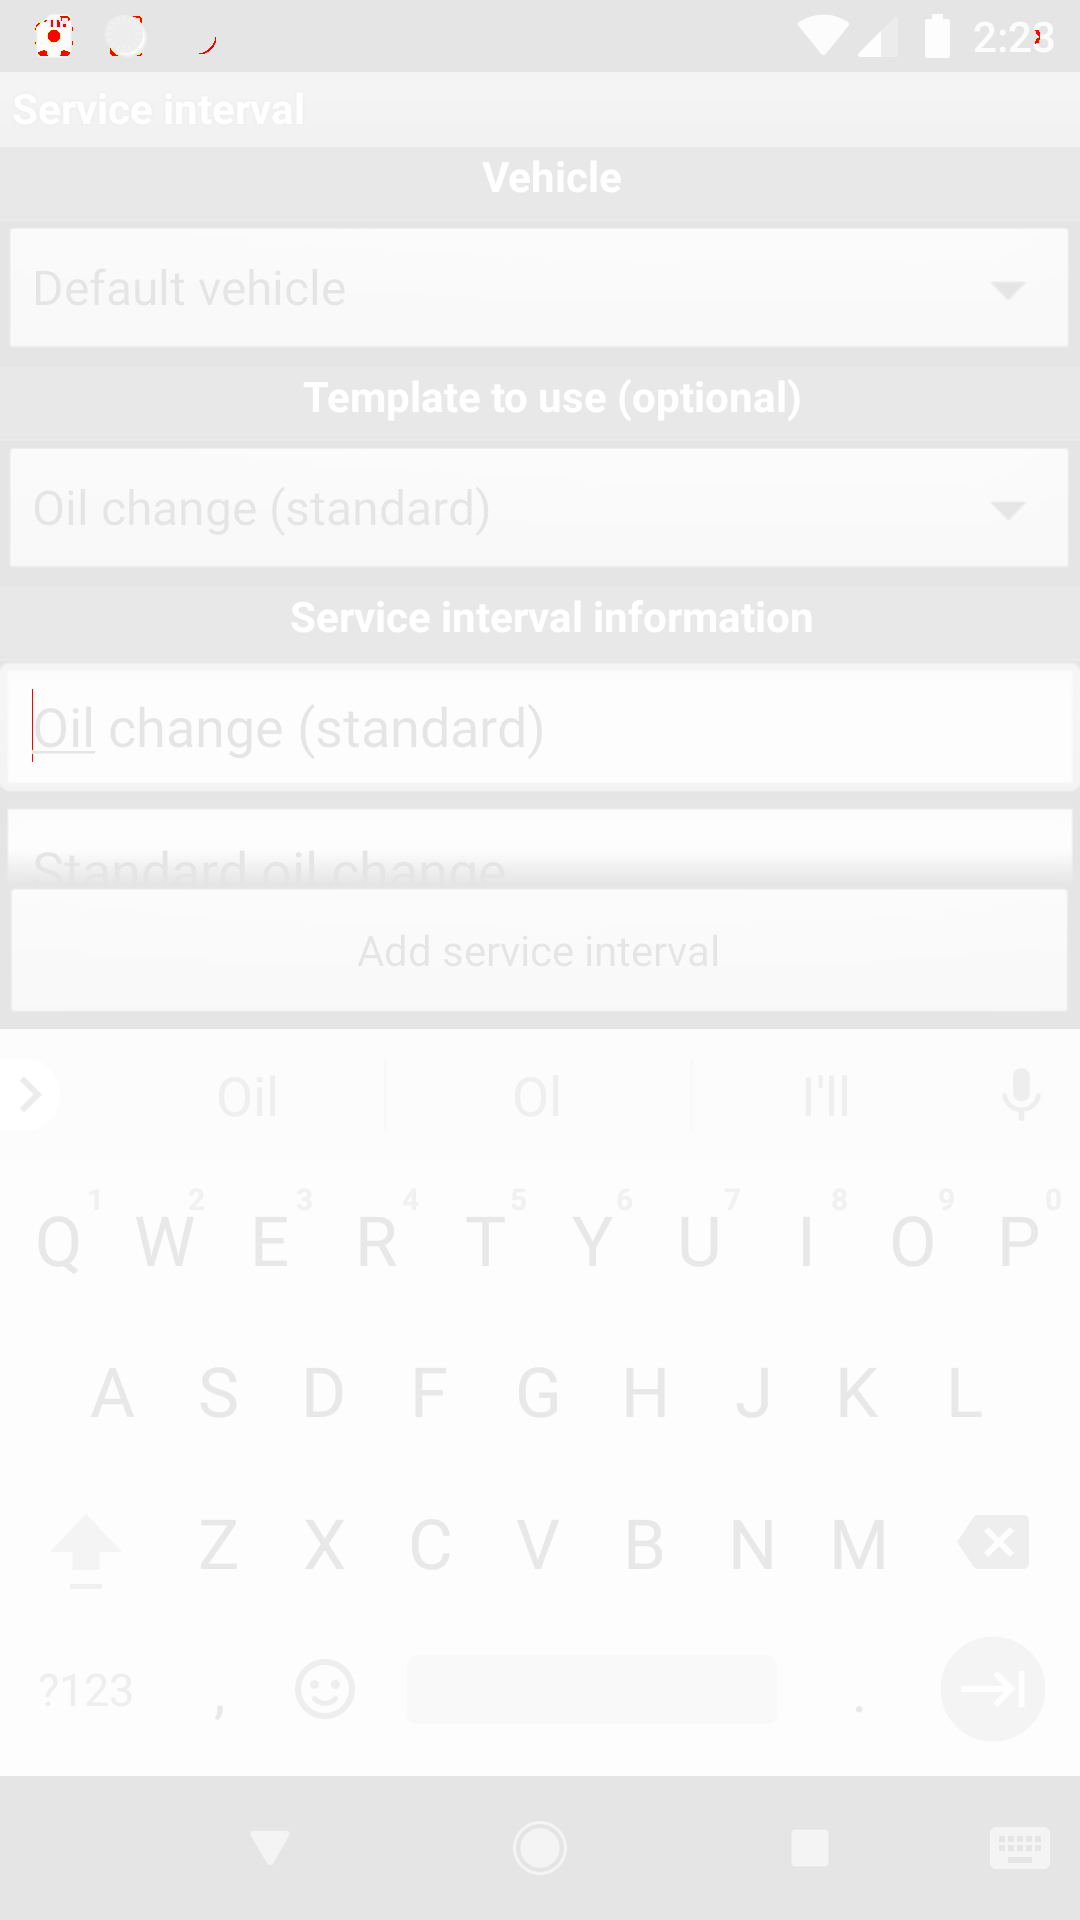 2:23
Service interval
Vehicle
Default vehicle
Template to use (optional)
Oil change (standard)
Service interval information
Oil change (standard)
Standard oil change
Add service interval
Oil Ol I'll
1 2 3 4 5 6 7 8 9 0
Q W E R T Y U I O P
A S D F G H J K L
Z X C V B N M
?123 , .